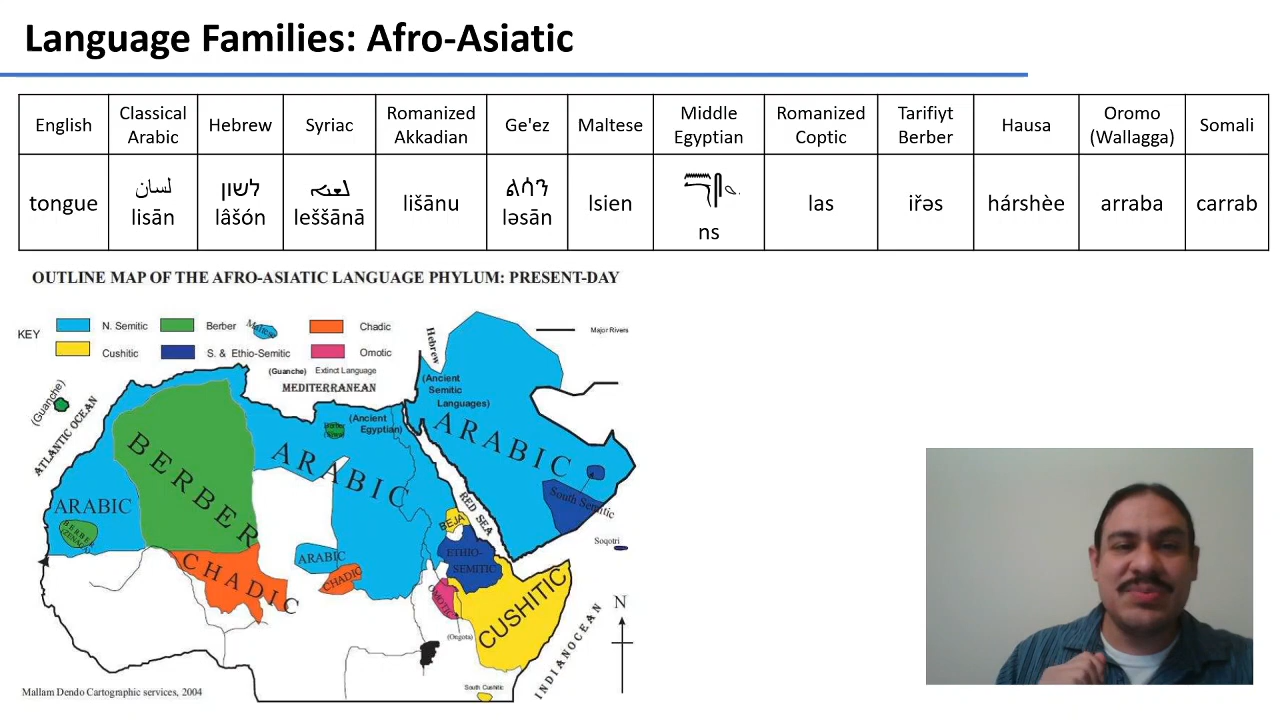 Language Families: Afro-Asiatic
English
Classical
Arabic
Hebrew
Syriac
Romanized
Akkadian
Ge'ez
Maltese
Middle
Egyptian
Romanized
Coptic
Tarifiyt
Berber
Hausa
Oromo
(Wallagga)
Somali
tongue
لسان
lisān
לשון
lâšón
ܠܫܢܐ
leššānā
lišānu
ልሳን
ləsān
lsien
ns
las
iřəs
hárshèe
arraba
carrab
OUTLINE MAP OF THE AFRO-ASIATIC LANGUAGE PHYLUM: PRESENT-DAY
KEY
N. Semitic
Berber
Maltese
Chadic
Cushitic
S. & Ethio-Semitic
Omotic
(Guanche) Extinct Language
Major Rivers
Hebrew
MEDITERRANEAN
(Guanche)
ATLANTIC OCEAN
(Ancient
Semitic
Languages)
(Ancient
Egyptian)
ARABIC
BERBER
ARABIC
ARABIC
BERBER
South Semitic
RED SEA
BEJA
Soqotri
ETHIO-
SEMITIC
CHADIC
ARABIC
CHADIC
OMOTIC
CUSHITIC
(Ongota)
INDIAN OCEAN
N
South Cushitic
Mallam Dendo Cartographic services, 2004